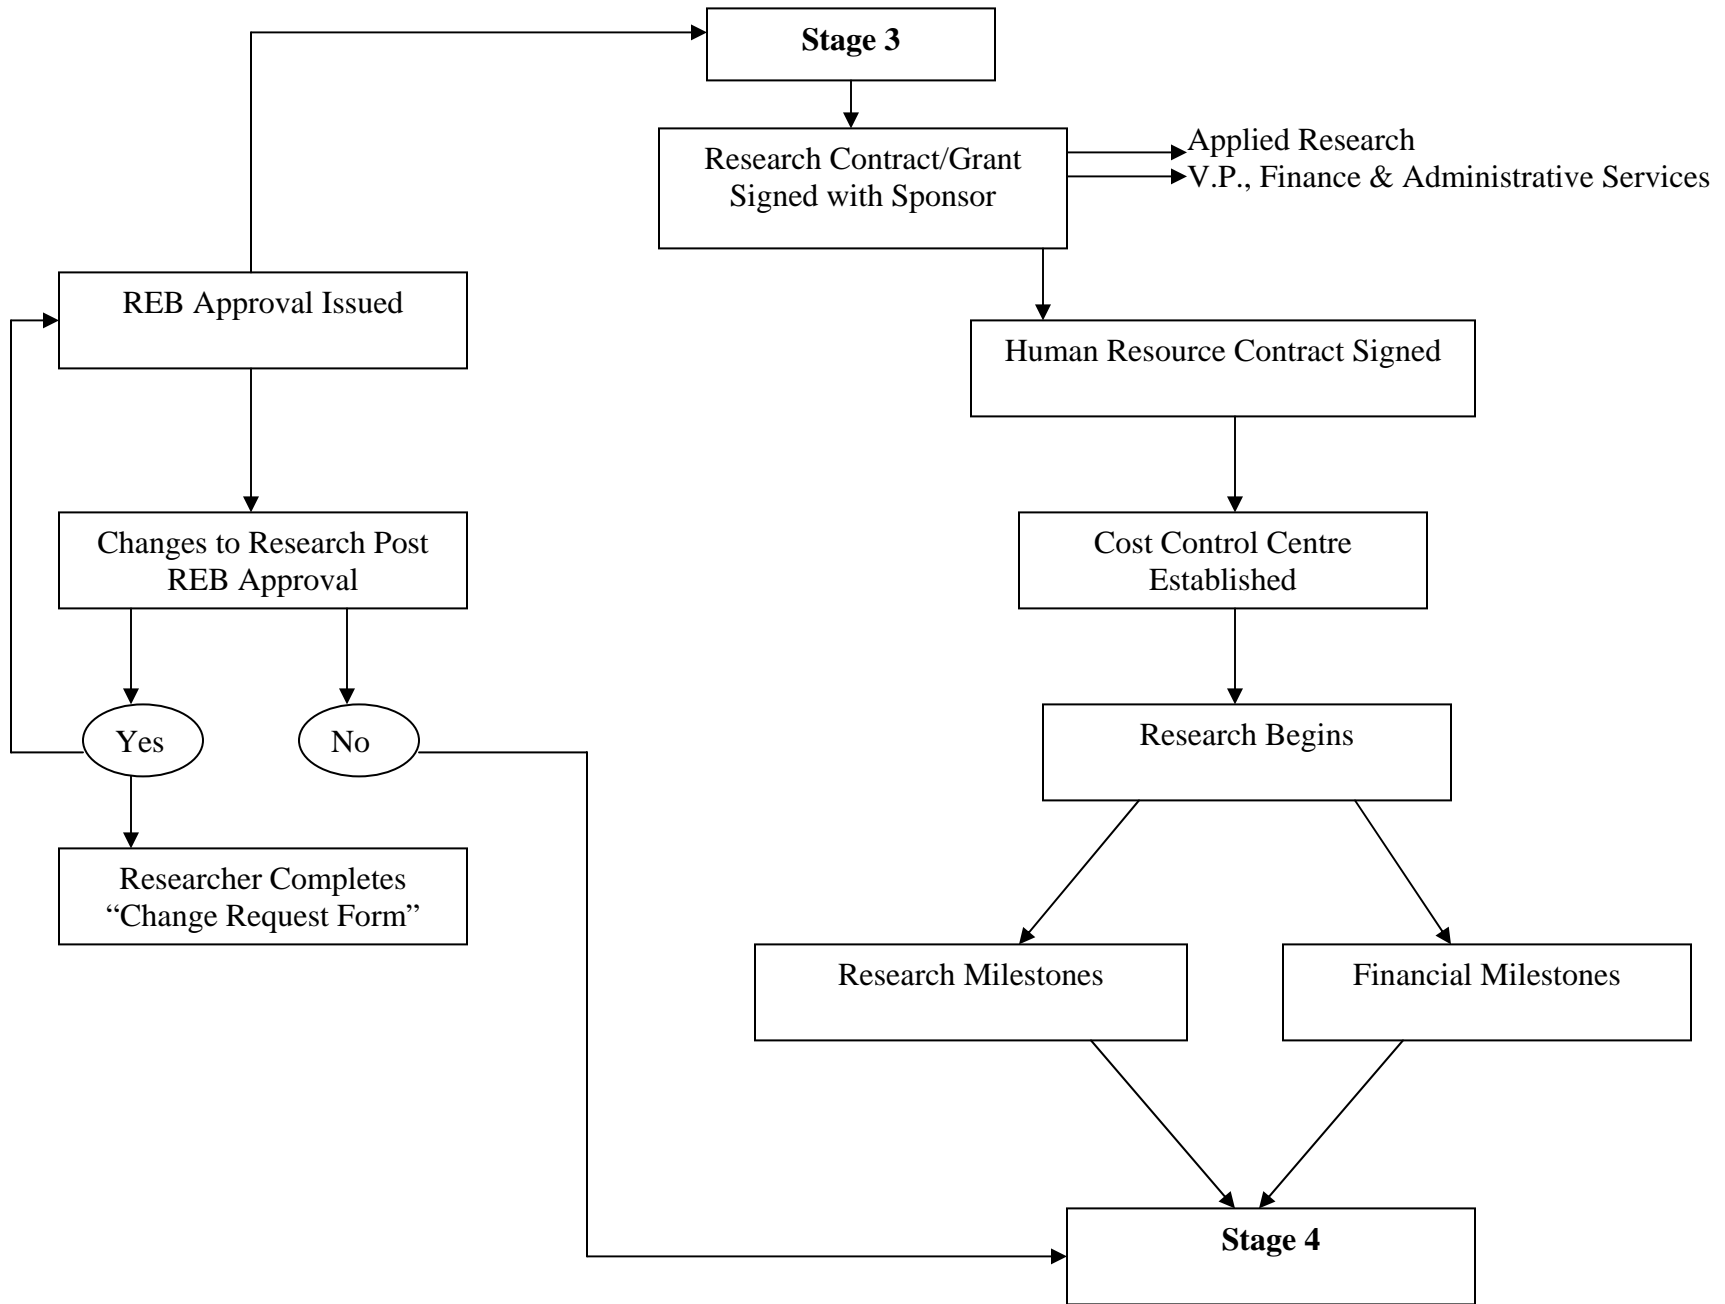 Stage 3
Research Contract/Grant
Signed with Sponsor
Applied Research
V.P., Finance & Administrative Services
REB Approval Issued
Human Resource Contract Signed
Changes to Research Post
REB Approval
Cost Control Centre
Established
Yes
No
Research Begins
Researcher Completes
“Change Request Form”
Research Milestones
Financial Milestones
Stage 4